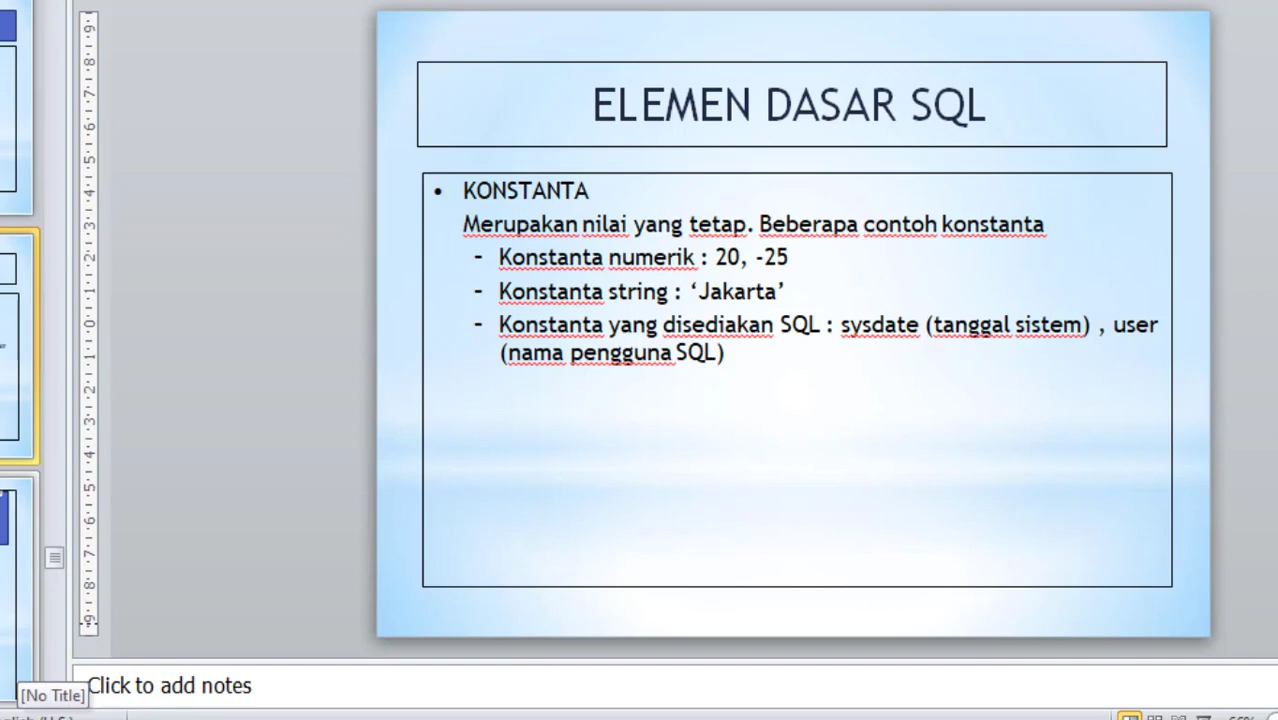 ELEMEN DASAR SQL
• KONSTANTA
Merupakan nilai yang tetap. Beberapa contoh konstanta
- Konstanta numerik : 20, -25
- Konstanta string : ‘Jakarta’
- Konstanta yang disediakan SQL : sysdate (tanggal sistem) , user
(nama pengguna SQL)
Click to add notes
[No Title]